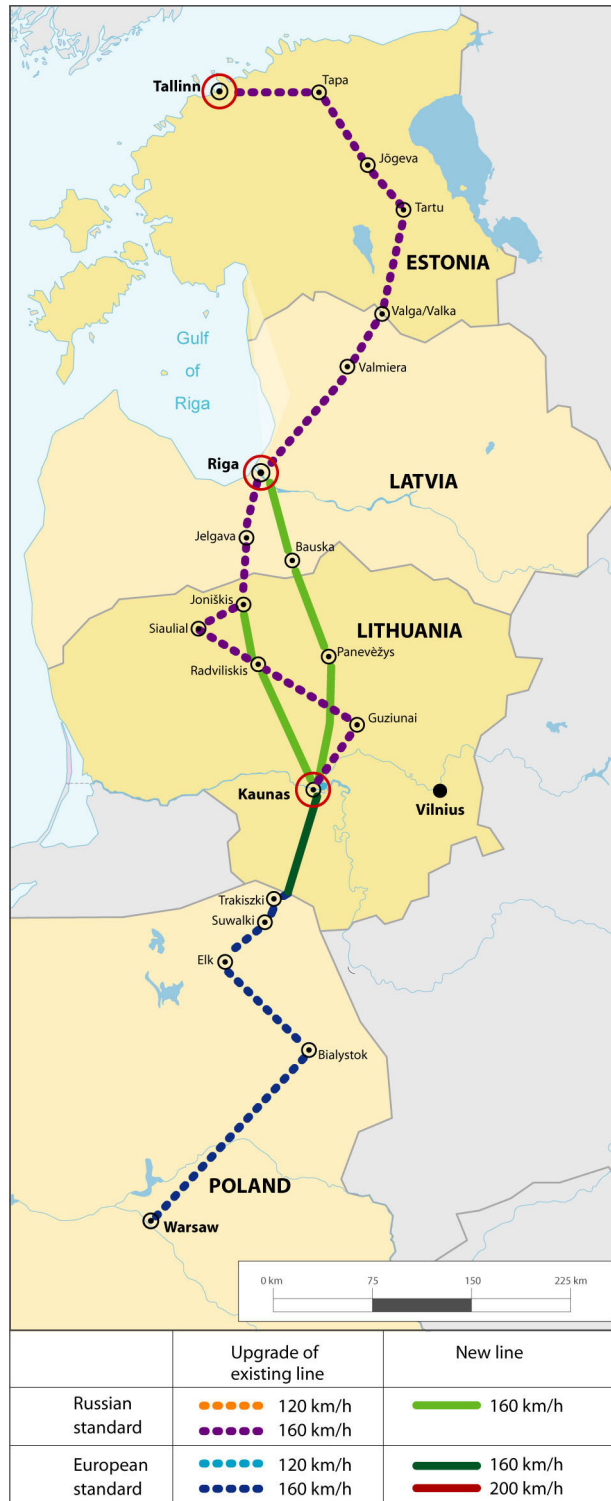 Tallinn
Tapa
Jõgeva
Tartu
ESTONIA
Valga/Valka
Gulf
of
Riga
Valmiera
Riga
LATVIA
Jelgava
Bauska
Joniškis
Siaulial
LITHUANIA
Panevèžys
Radviliskis
Guziunai
Kaunas
Vilnius
Trakiszki
Suwalki
Elk
Bialystok
POLAND
Warsaw
0 km 75 150 225 km
Upgrade of
existing line
New line
Russian
standard
120 km/h
160 km/h
160 km/h
European
standard
120 km/h
160 km/h
160 km/h
200 km/h